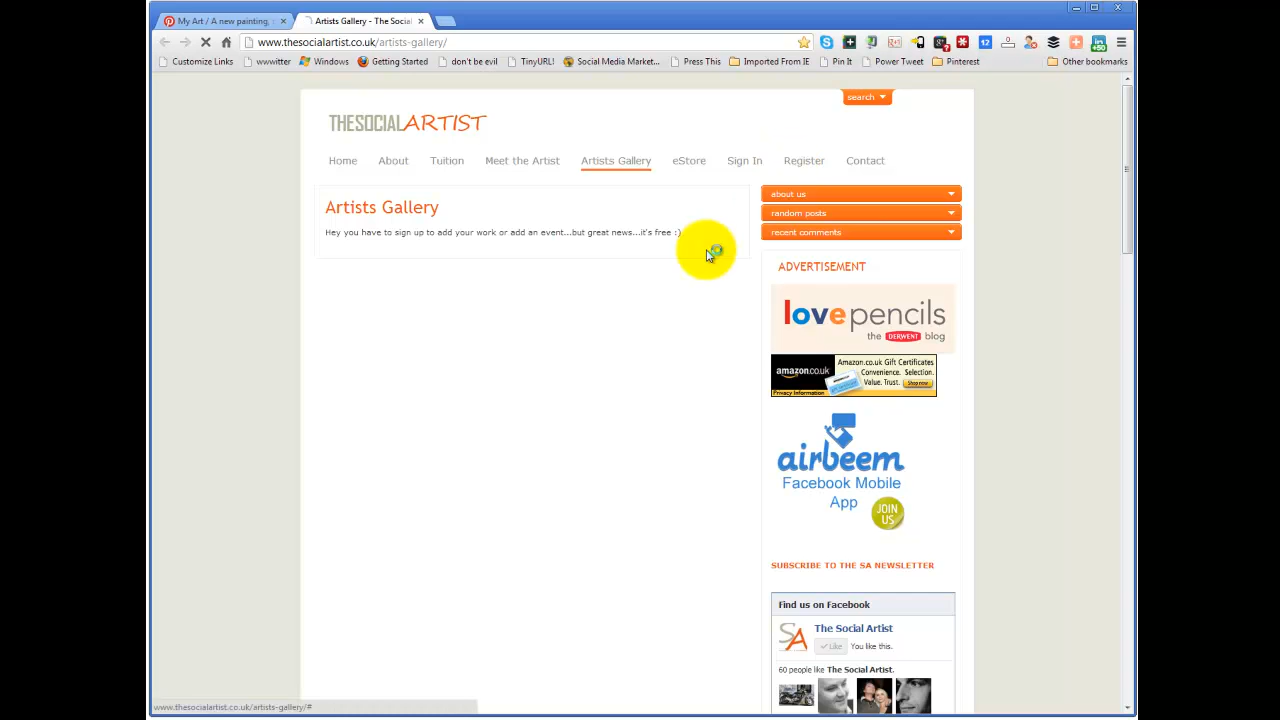 My Art / A new painting, :
Artists Gallery - The Social
www.thesocialartist.co.uk/artists-gallery/
Customize Links
wwwitter
Windows
Getting Started
don't be evil
TinyURL!
Social Media Market...
Press This
Imported From IE
Pin It
Power Tweet
Pinterest
Other bookmarks
search
THESOCIALARTIST
Home About Tuition Meet the Artist Artists Gallery eStore Sign In Register Contact
Artists Gallery
Hey you have to sign up to add your work or add an event...but great news...it's free :)
about us
random posts
recent comments
ADVERTISEMENT
lovepencils
the DERWENT blog
amazon.co.uk
Privacy Information
Amazon.co.uk Gift Certificates
Convenience. Selection.
Value. Trust.
Shop now
airbeem
Facebook Mobile
App
JOIN
US
SUBSCRIBE TO THE SA NEWSLETTER
Find us on Facebook
SA
The Social Artist
Like You like this.
60 people like The Social Artist.
www.thesocialartist.co.uk/artists-gallery/#